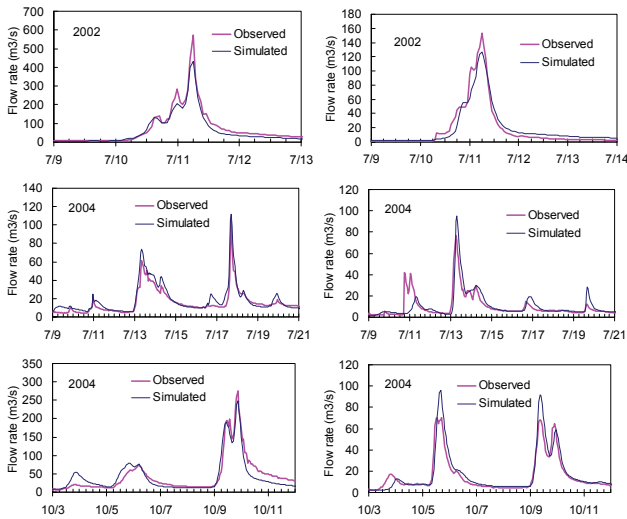 700
600
500
400
300
200
100
0
Flow rate (m3/s)
2002
Observed
Simulated
7/9 7/10 7/11 7/12 7/13
180
160
140
120
100
80
60
40
20
0
Flow rate (m3/s)
2002
Observed
Simulated
7/9 7/10 7/11 7/12 7/13 7/14
140
120
100
80
60
40
20
0
Flow rate (m3/s)
2004
Observed
Simulated
7/9 7/11 7/13 7/15 7/17 7/19 7/21
120
100
80
60
40
20
0
Flow rate (m3/s)
2004
Observed
Simulated
7/9 7/11 7/13 7/15 7/17 7/19 7/21
350
300
250
200
150
100
50
0
Flow rate (m3/s)
2004
Observed
Simulated
10/3 10/5 10/7 10/9 10/11
120
100
80
60
40
20
0
Flow rate (m3/s)
2004
Observed
Simulated
10/3 10/5 10/7 10/9 10/11